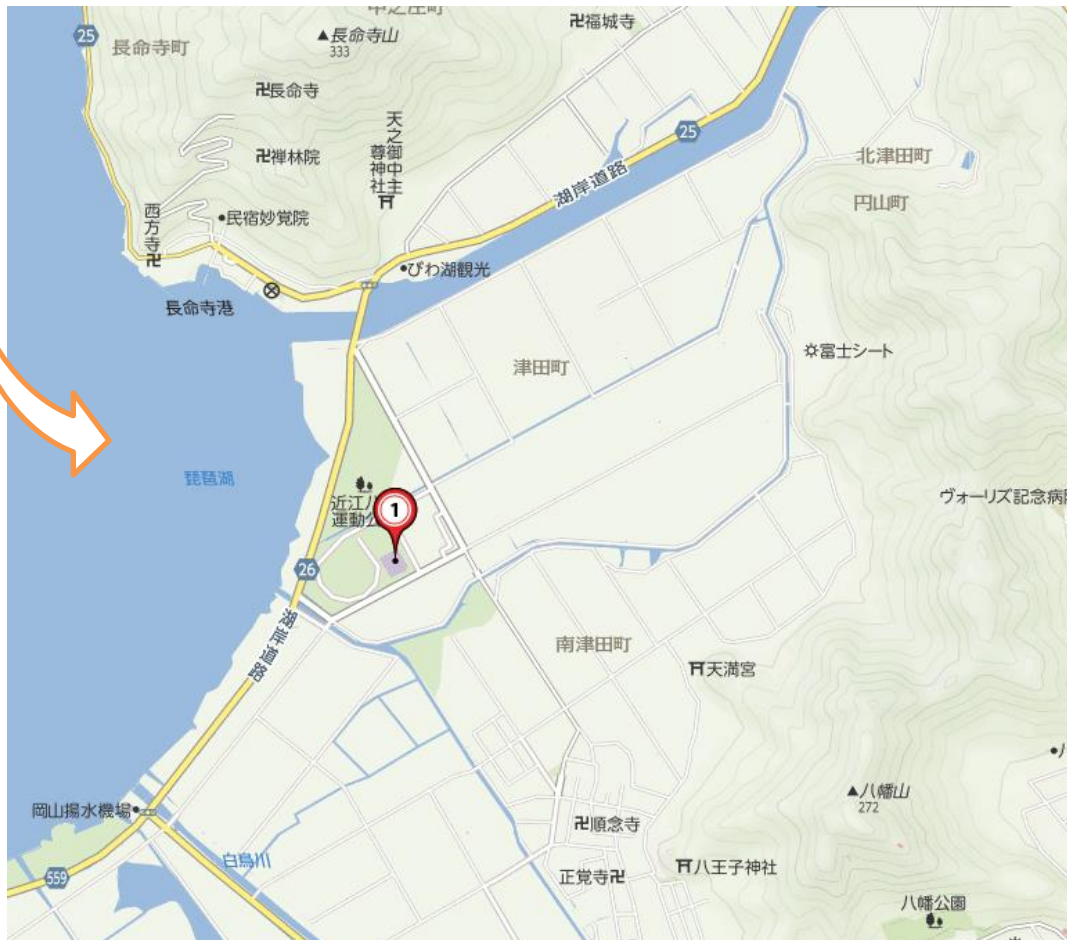 中之庄町
卍福城寺
25
長命寺町
▲長命寺山
333
卍長命寺
天之御中主
尊神社
卍禅林院
25
北津田町
湖岸道路
円山町
西方寺卍
•民宿妙覚院
•びわ湖観光
長命寺港
富士シート
津田町
琵琶湖
ヴォーリズ記念病院
近江八
運動公
1
26
湖岸道路
南津田町
天満宮
▲八幡山
272
岡山揚水機場•
卍順念寺
白鳥川
559
正覚寺卍
八王子神社
八幡公園